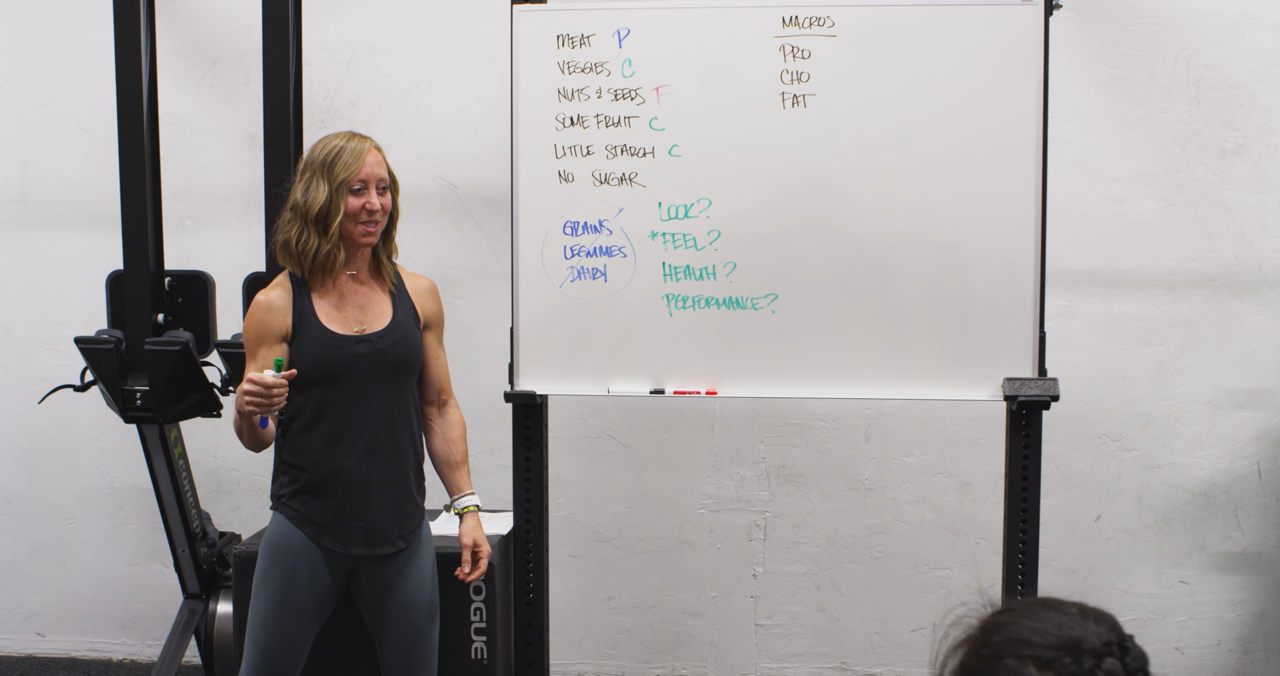 MEAT P
VEGGIES C
NUTS & SEEDS F
SOME FRUIT C
LITTLE STARCH C
NO SUGAR
GRAINS
LEGUMES
DAIRY
LOOK?
*FEEL?
HEALTH?
PERFORMANCE?
MACROS
PRO
CHO
FAT
concept
ROGUE